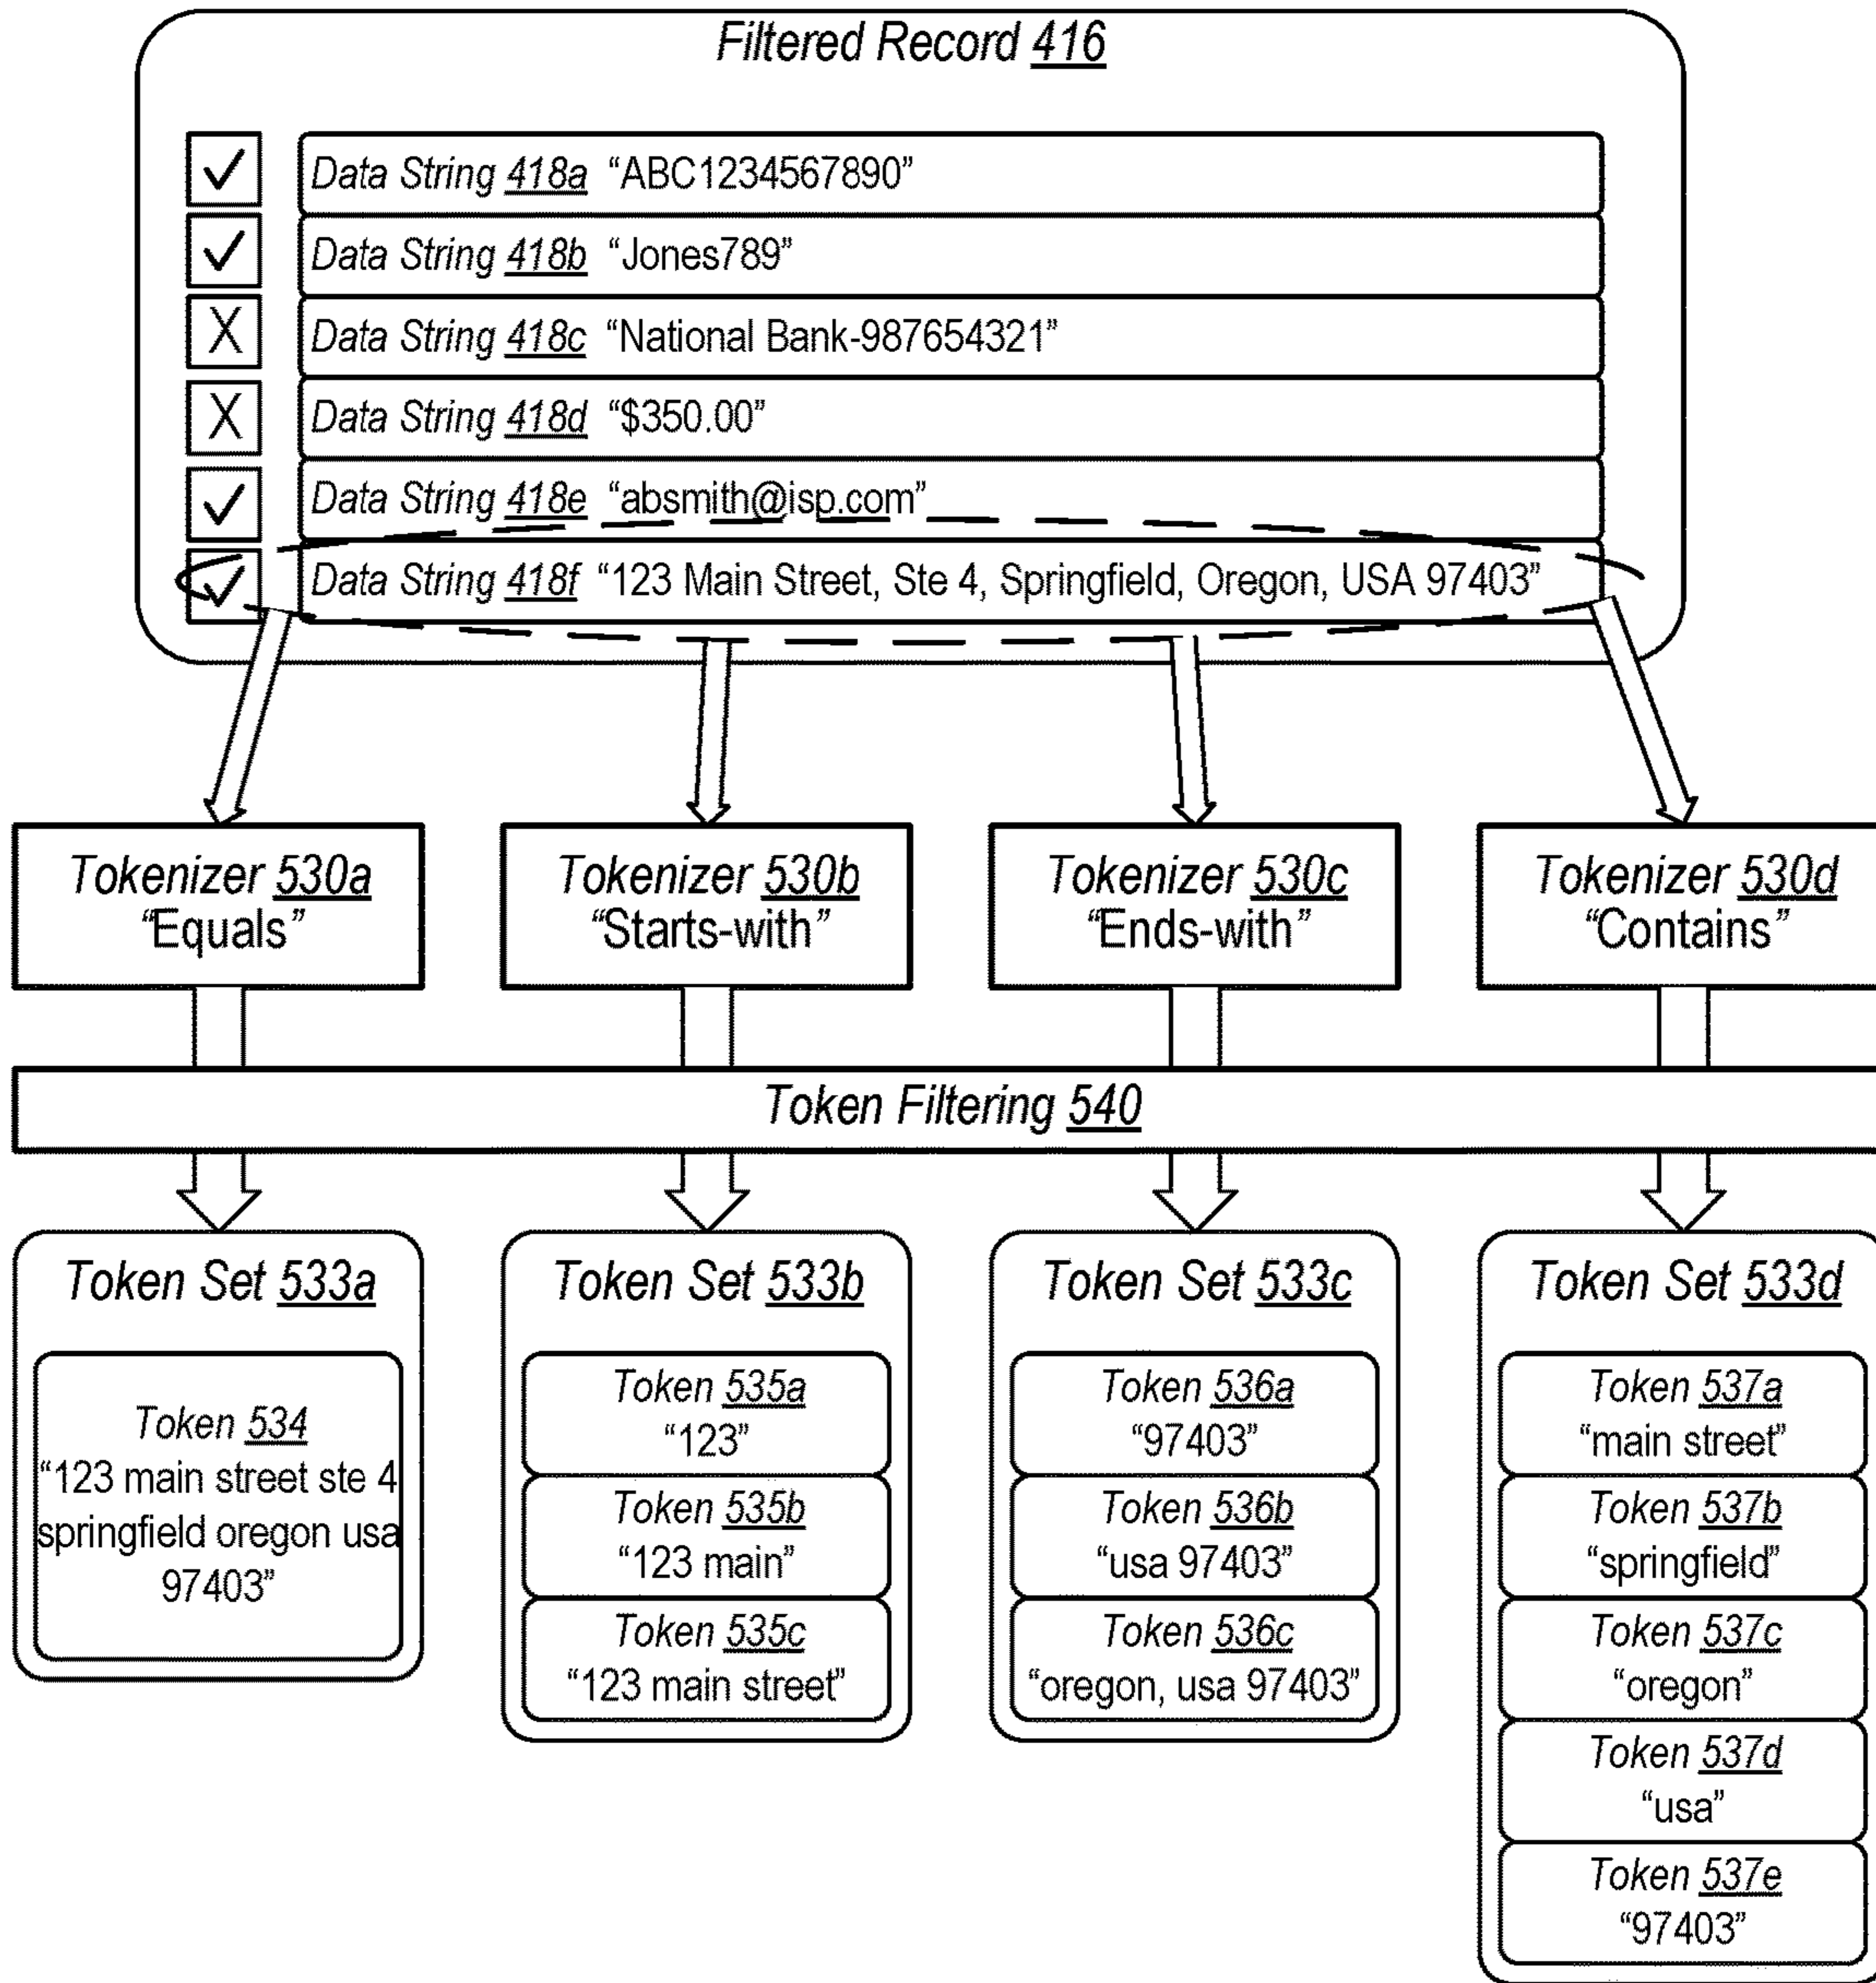 Filtered Record 416
Data String 418a “ABC1234567890”
Data String 418b “Jones789”
X Data String 418c “National Bank-987654321”
X Data String 418d “$350.00”
Data String 418e “absmith@isp.com”
Data String 418f “123 Main Street, Ste 4, Springfield, Oregon, USA 97403”
Tokenizer 530a
“Equals”
Tokenizer 530b
“Starts-with”
Tokenizer 530c
“Ends-with”
Tokenizer 530d
“Contains”
Token Filtering 540
Token Set 533a
Token 534
“123 main street ste 4
springfield oregon usa
97403”
Token Set 533b
Token 535a
“123”
Token 535b
“123 main”
Token 535c
“123 main street”
Token Set 533c
Token 536a
“97403”
Token 536b
“usa 97403”
Token 536c
“oregon, usa 97403”
Token Set 533d
Token 537a
“main street”
Token 537b
“springfield”
Token 537c
“oregon”
Token 537d
“usa”
Token 537e
“97403”